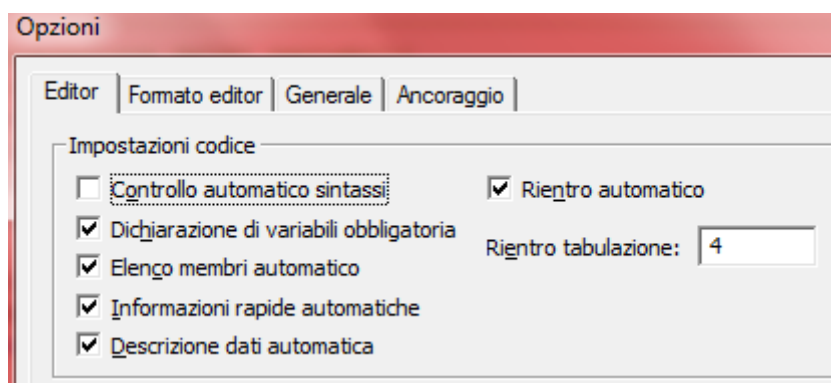 Opzioni
Editor
Formato editor
Generale
Ancoraggio
Impostazioni codice
Controllo automatico sintassi
Dichiarazione di variabili obbligatoria
Elenco membri automatico
Informazioni rapide automatiche
Descrizione dati automatica
Rientro automatico
Rientro tabulazione: 4